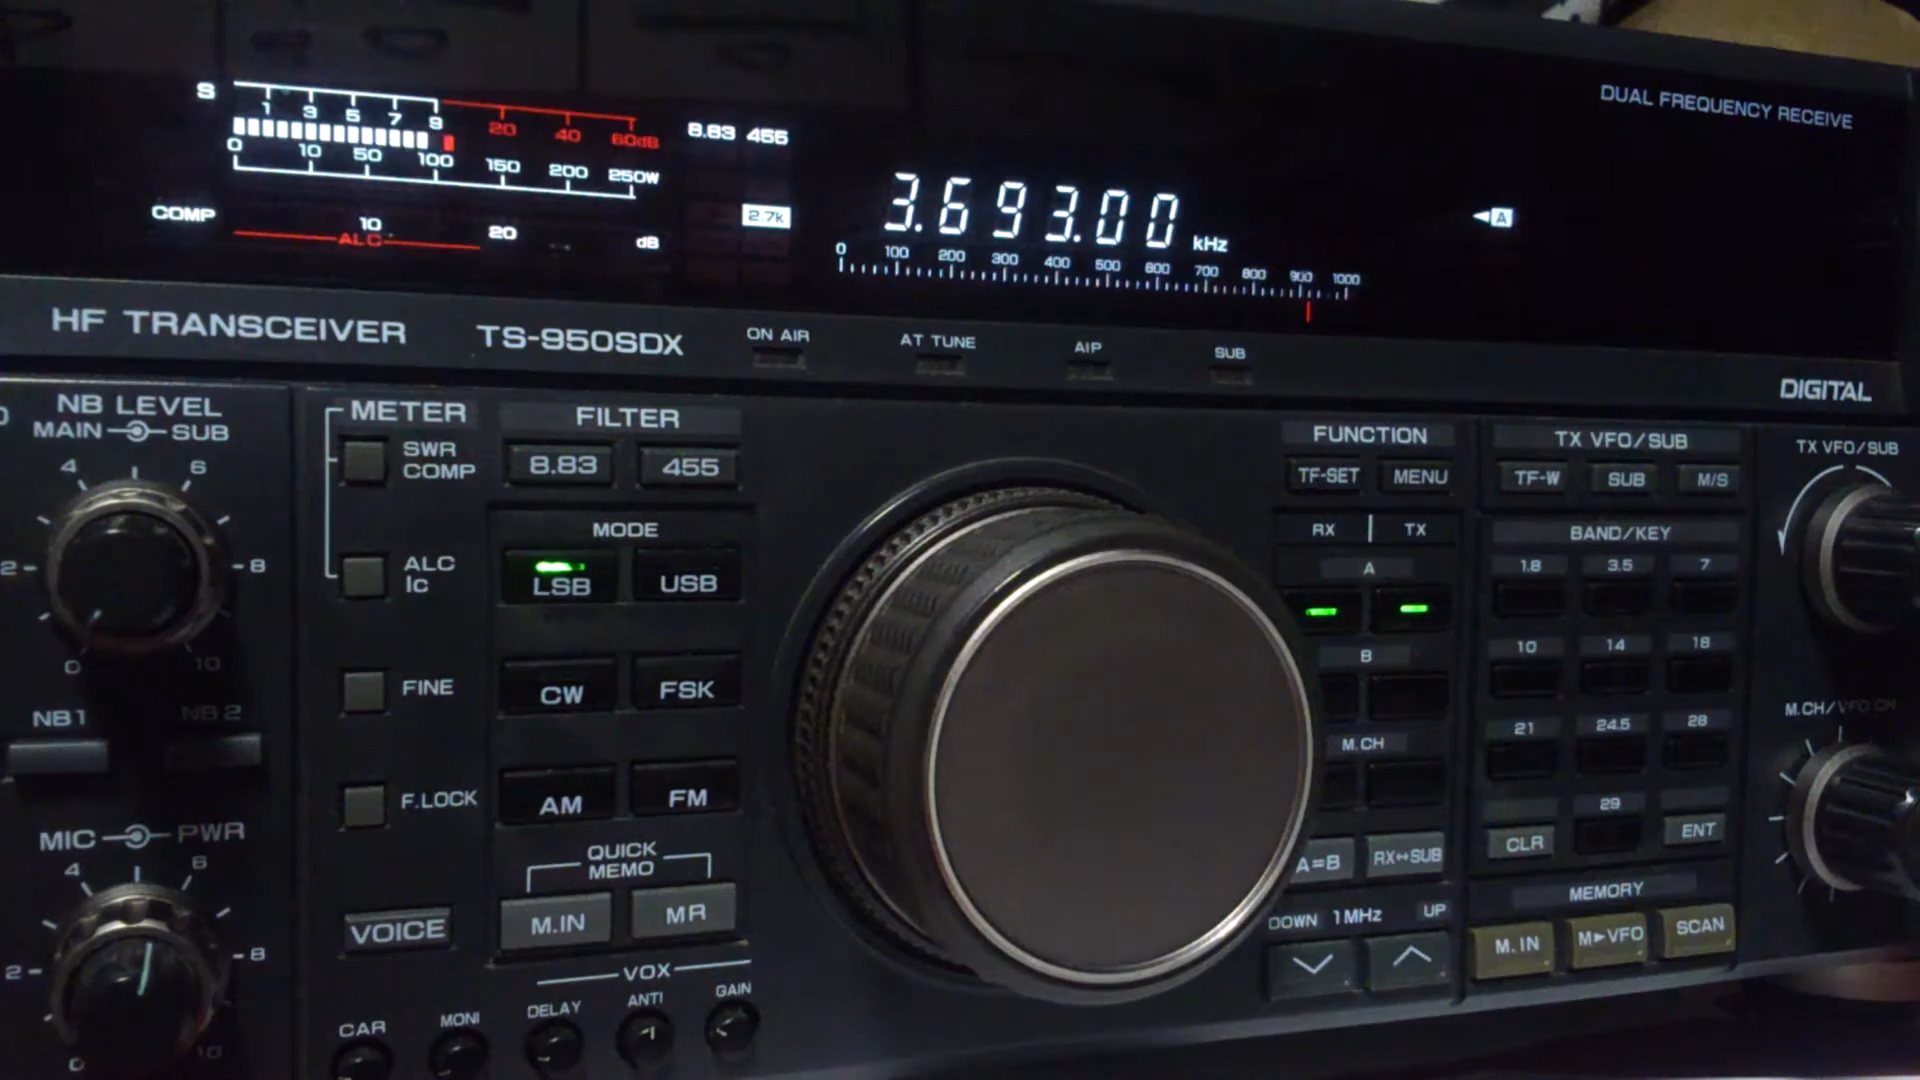 DUAL FREQUENCY RECEIVE
S 1 3 5 7 9 20 40 60dB
8.83 455
0 10 50 100 150 200 250W
COMP 10 20 dB
ALC
2.7k
3.693.00 kHz
A
0 100 200 300 400 500 600 700 800 900 1000
HF TRANSCEIVER TS-950SDX
ON AIR AT TUNE AIP SUB
DIGITAL
NB LEVEL
MAIN SUB
4 6
2 8
0 10
NB1 NB2
MIC PWR
4 6
2 8
0 10
METER
SWR
COMP
ALC
Ic
FINE
F.LOCK
VOICE
FILTER
8.83 455
MODE
LSB USB
CW FSK
AM FM
QUICK
MEMO
M.IN MR
VOX
CAR MONI DELAY ANTI GAIN
FUNCTION
TF-SET MENU
RX TX
A
B
M.CH
A=B RX↔SUB
DOWN 1MHz UP
TX VFO/SUB
TF-W SUB M/S
BAND/KEY
1.8 3.5 7
10 14 18
21 24.5 28
29
CLR ENT
MEMORY
M.IN M►VFO SCAN
TX VFO/SUB
M.CH/VFO CH